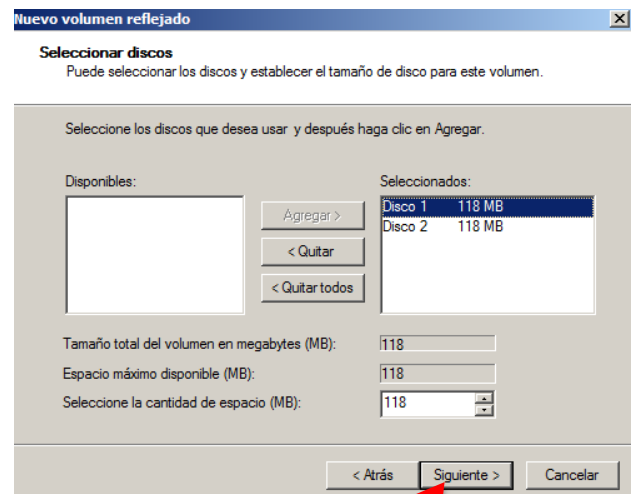 Nuevo volumen reflejado
Seleccionar discos
Puede seleccionar los discos y establecer el tamaño de disco para este volumen.
Seleccione los discos que desea usar y después haga clic en Agregar.
Disponibles:
Seleccionados:
Agregar >
< Quitar
< Quitar todos
Disco 1 118 MB
Disco 2 118 MB
Tamaño total del volumen en megabytes (MB): 118
Espacio máximo disponible (MB): 118
Seleccione la cantidad de espacio (MB): 118
< Atrás Siguiente > Cancelar